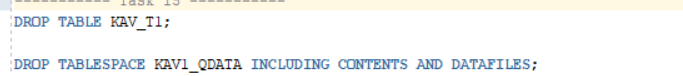 ----------- Task 15 -----------
DROP TABLE KAV_T1;
DROP TABLESPACE KAV1_QDATA INCLUDING CONTENTS AND DATAFILES;